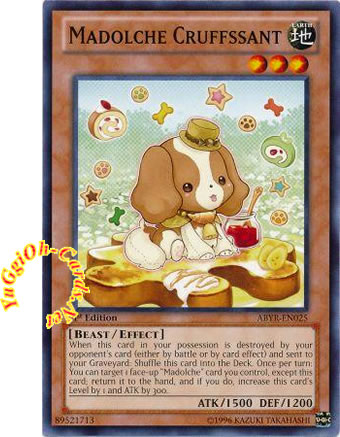 MADOLCHE CRUFFSSANT
EARTH
地
YuGgiOh-Cards.Net
1st Edition
ABYR-EN025
[BEAST / EFFECT]
When this card in your possession is destroyed by your
opponent's card (either by battle or by card effect) and sent to
your Graveyard: Shuffle this card into the Deck. Once per turn:
You can target 1 face-up "Madolche" card you control, except this
card; return it to the hand, and if you do, increase this card's
Level by 1 and ATK by 300.
ATK/1500 DEF/1200
89521713
©1996 KAZUKI TAKAHASHI